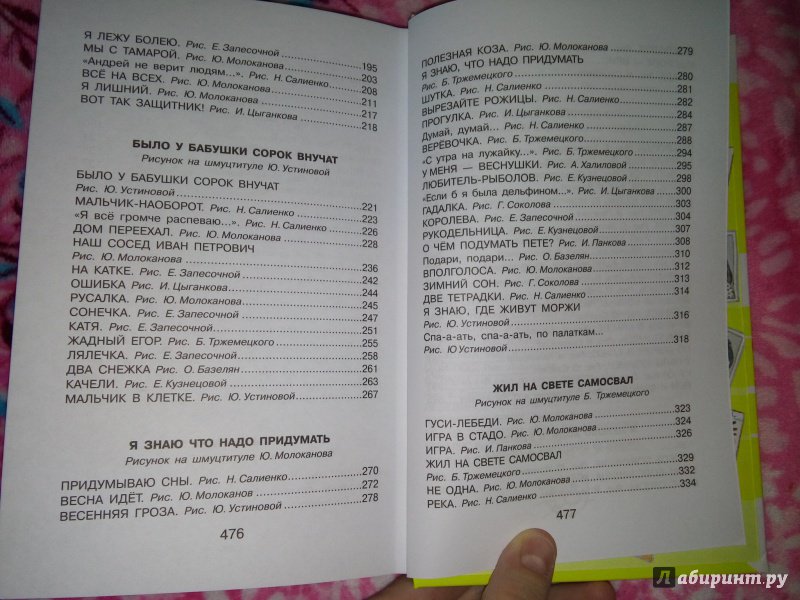 Я ЛЕЖУ БОЛЕЮ. Рис. Е. Запесочной 195
МЫ С ТАМАРОЙ. Рис. Ю. Молоканова 203
«Андрей не верит людям...». Рис. Н. Салиенко 208
ВСЁ НА ВСЕХ. Рис. Ю. Молоканова 211
Я ЛИШНИЙ. Рис. Ю. Молоканова 217
ВОТ ТАК ЗАЩИТНИК! Рис. И. Цыганкова 218
БЫЛО У БАБУШКИ СОРОК ВНУЧАТ
Рисунок на шмуцтитуле Ю. Устиновой
БЫЛО У БАБУШКИ СОРОК ВНУЧАТ
Рис. Ю. Устиновой 221
МАЛЬЧИК-НАОБОРОТ. Рис. Н. Салиенко 223
«Я всё громче распеваю...». Рис. Н. Салиенко 226
ДОМ ПЕРЕЕХАЛ. Рис. Ю. Молоканова 228
НАШ СОСЕД ИВАН ПЕТРОВИЧ
Рис. Ю. Молоканова 236
НА КАТКЕ. Рис. Е. Запесочной 242
ОШИБКА Рис. И. Цыганкова 244
РУСАЛКА. Рис. Ю. Молоканова 245
СОНЕЧКА. Рис. Е. Запесочной 247
КАТЯ. Рис. Е. Запесочной 251
ЖАДНЫЙ ЕГОР. Рис. Б. Тржемецкого 255
ЛЯЛЕЧКА. Рис. Е. Запесочной 258
ДВА СНЕЖКА Рис. О. Базелян 261
КАЧЕЛИ. Рис. Е. Кузнецовой 263
МАЛЬЧИК В КЛЕТКЕ. Рис. Ю. Устиновой 267
Я ЗНАЮ ЧТО НАДО ПРИДУМАТЬ
Рисунок на шмуцтитуле Ю. Молоканова
ПРИДУМЫВАЮ СНЫ. Рис. Н. Салиенко 270
ВЕСНА ИДЁТ. Рис. Ю. Молоканов 272
ВЕСЕННЯЯ ГРОЗА. Рис. Ю. Устиновой 278
476
ПОЛЕЗНАЯ КОЗА. Рис. Ю. Молоканова 279
Я ЗНАЮ, ЧТО НАДО ПРИДУМАТЬ
Рис. Б. Тржемецкого 280
ШУТКА. Рис. Н. Салиенко 281
ВЫРЕЗАЙТЕ РОЖИЦЫ. Рис. Н. Салиенко 282
ПРОГУЛКА. Рис. И. Цыганкова 284
Думай, думай... Рис. Н. Салиенко 287
ВЕРЁВОЧКА. Рис. Б. Тржемецкого 288
«С утра на лужайку...». Рис. Б. Тржемецкого 294
У МЕНЯ — ВЕСНУШКИ. Рис. А. Халиловой 295
ЛЮБИТЕЛЬ-РЫБОЛОВ. Рис. Е. Кузнецовой 298
«Если б я была дельфином...». Рис. И. Цыганкова 300
ГАДАЛКА. Рис. Г. Соколова 303
КОРОЛЕВА. Рис. Е. Запесочной 304
РУКОДЕЛЬНИЦА. Рис. Е. Кузнецовой 307
О ЧЁМ ПОДУМАТЬ ПЕТЕ? Рис. И. Панкова 308
Подари, подари... Рис. О. Базелян 310
ВПОЛГОЛОСА. Рис. Ю. Молоканова 312
ЗИМНИЙ СОН. Рис. Г. Соколова 313
ДВЕ ТЕТРАДКИ. Рис. Н. Салиенко 314
Я ЗНАЮ, ГДЕ ЖИВУТ МОРЖИ
Рис. Ю. Устиновой 316
Спа-а-ать, спа-а-ать, по палаткам...
Рис. Ю Устиновой 318
ЖИЛ НА СВЕТЕ САМОСВАЛ
Рисунок на шмуцтитуле Б. Тржемецкого
ГУСИ-ЛЕБЕДИ. Рис. Ю. Молоканова 323
ИГРА В СТАДО. Рис. Ю. Молоканова 324
ИГРА. Рис. И. Панкова 326
ЖИЛ НА СВЕТЕ САМОСВАЛ
Рис. Б. Тржемецкого 329
НЕ ОДНА. Рис. Ю. Молоканова 332
РЕКА. Рис. Н. Салиенко 334
477
Лабиринт.ру